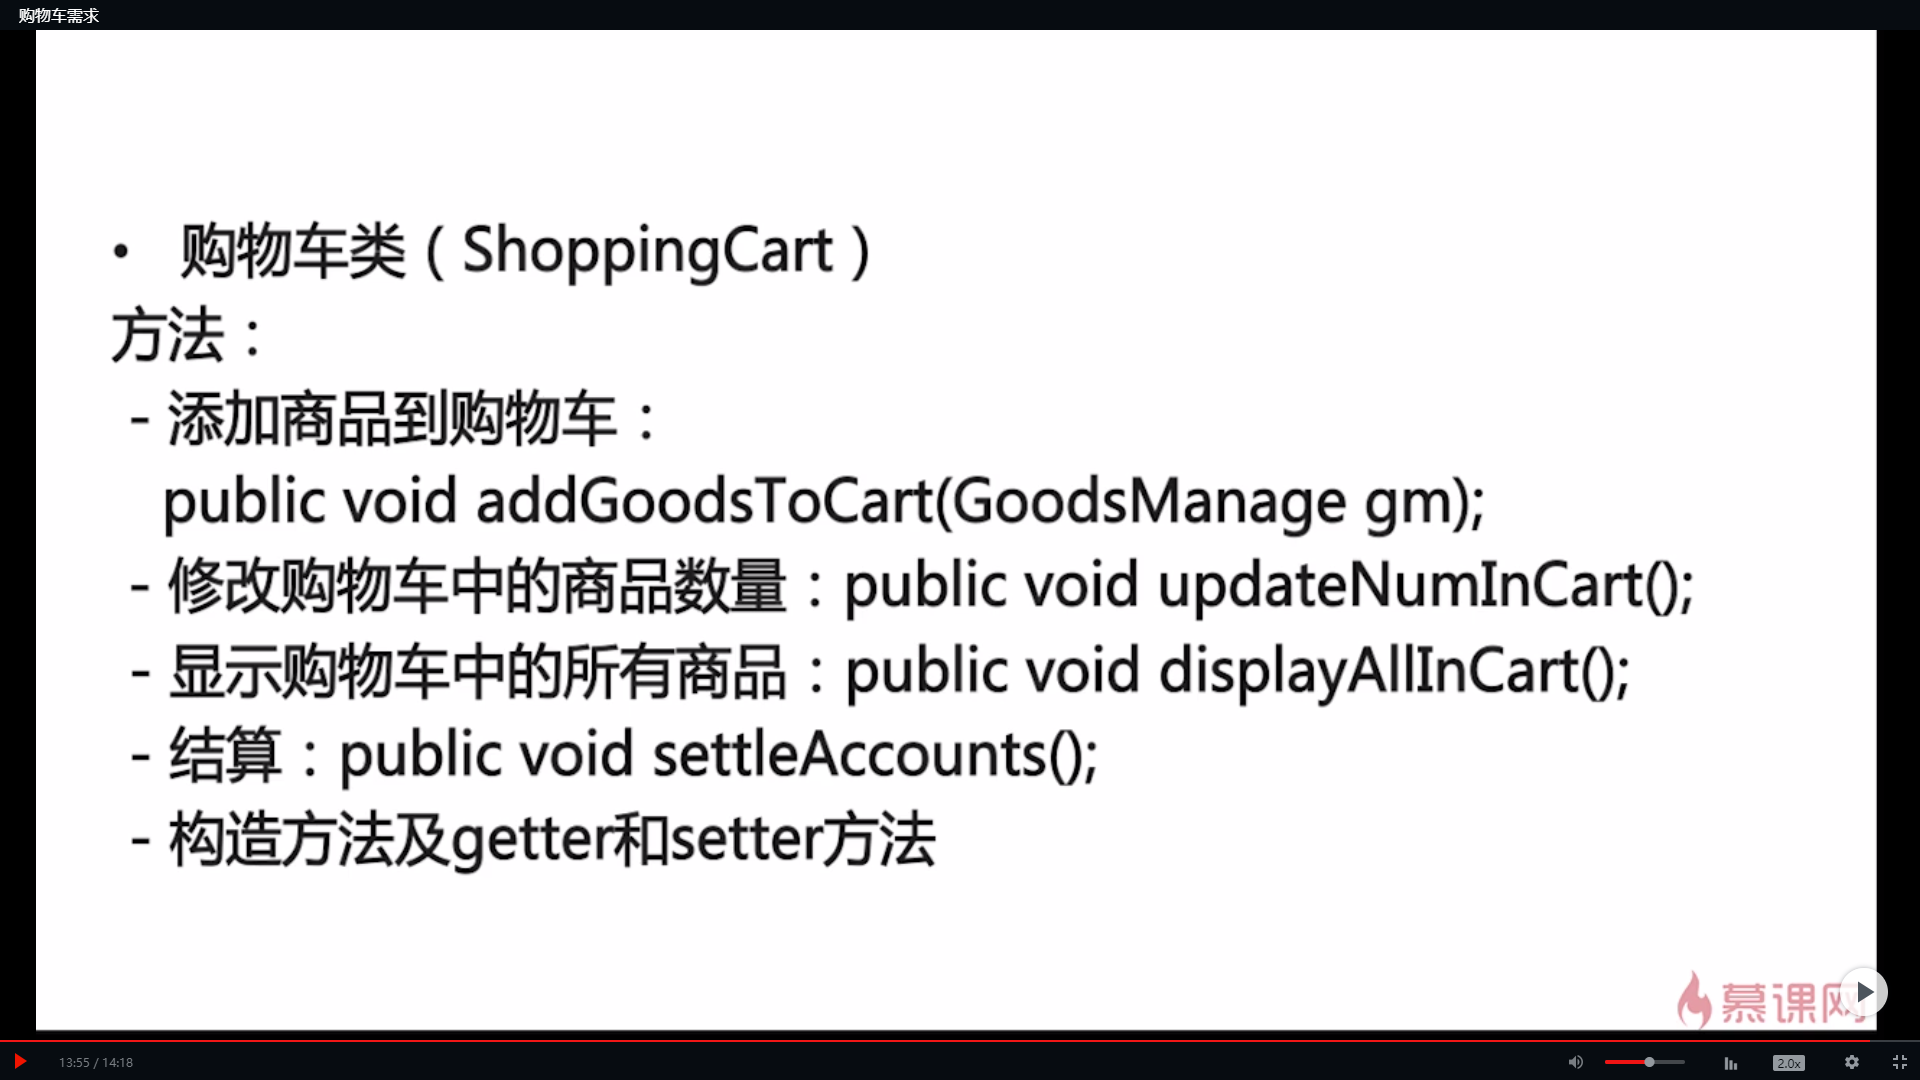 购物车需求
• 购物车类（ShoppingCart）
方法：
- 添加商品到购物车：
public void addGoodsToCart(GoodsManage gm);
- 修改购物车中的商品数量：public void updateNumInCart();
- 显示购物车中的所有商品：public void displayAllInCart();
- 结算：public void settleAccounts();
- 构造方法及getter和setter方法
慕课网
13:55 / 14:18
2.0x